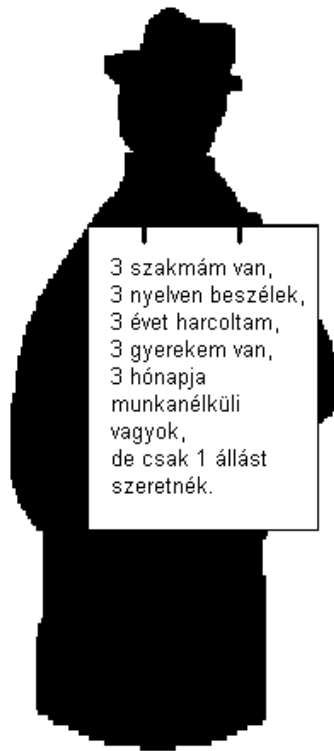 3 szakmám van,
3 nyelven beszélek,
3 évet harcoltam,
3 gyerekem van,
3 hónapja
munkanélküli
vagyok,
de csak 1 állást
szeretnék.